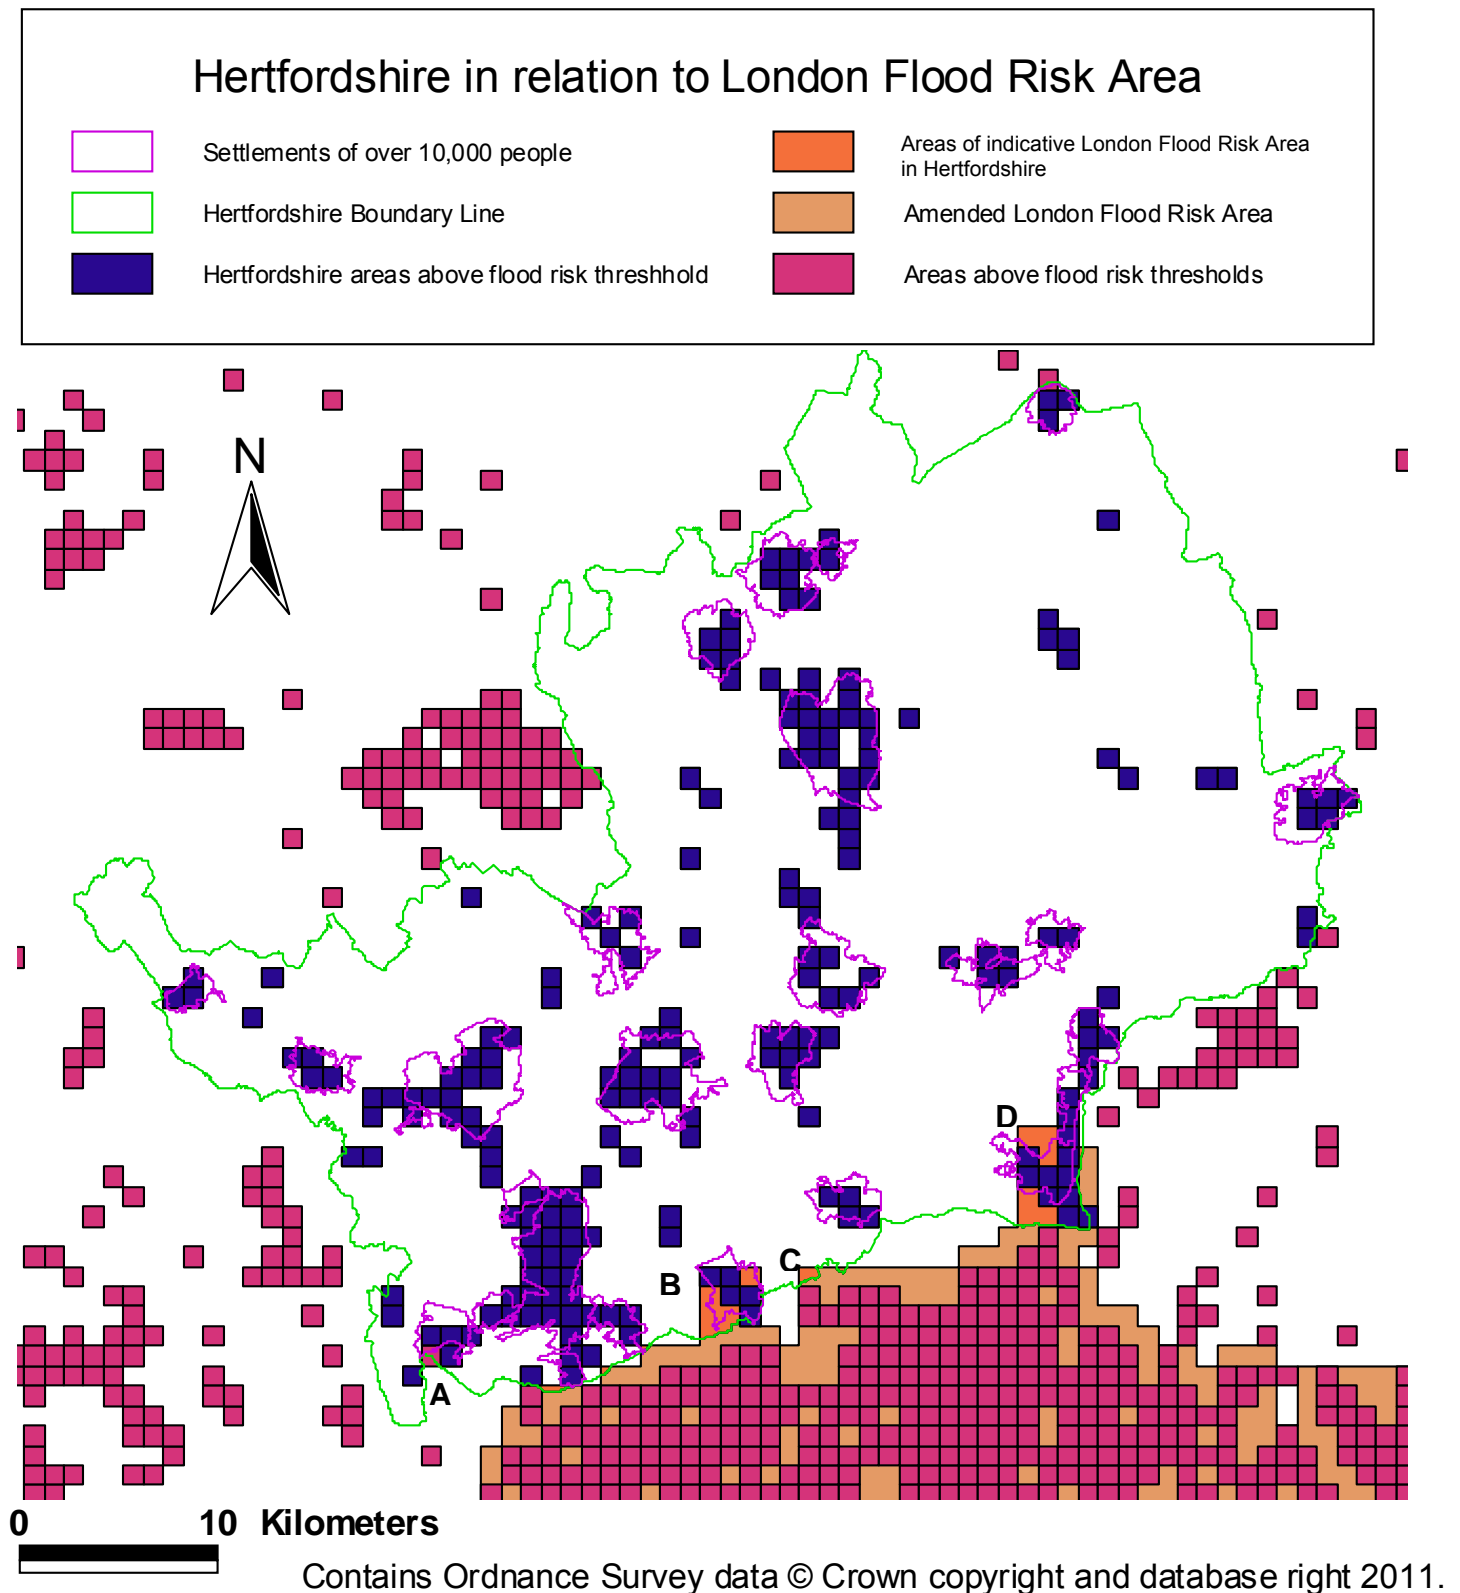 Hertfordshire in relation to London Flood Risk Area
Settlements of over 10,000 people
Hertfordshire Boundary Line
Hertfordshire areas above flood risk threshhold
Areas of indicative London Flood Risk Area
in Hertfordshire
Amended London Flood Risk Area
Areas above flood risk thresholds
N
D
C
B
A
0 10 Kilometers
Contains Ordnance Survey data © Crown copyright and database right 2011.